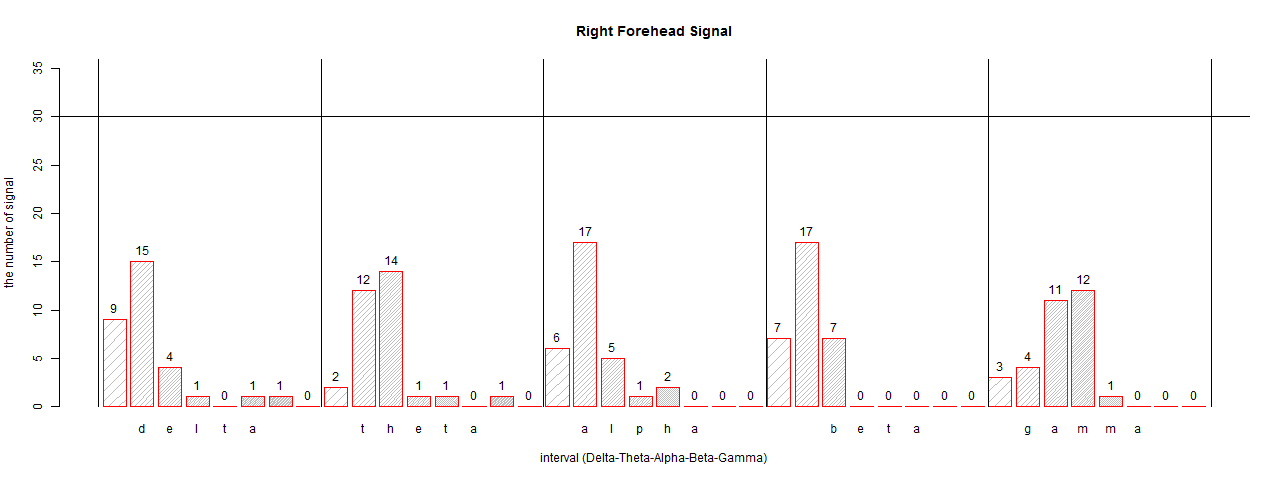 Right Forehead Signal
the number of signal
35
30
25
20
15
10
5
0
9 15 4 1 0 1 1 0
2 12 14 1 1 0 1 0
6 17 5 1 2 0 0 0
7 17 7 0 0 0 0 0
3 4 11 12 1 0 0 0
d e l t a t h e t a a l p h a b e t a g a m m a
interval (Delta-Theta-Alpha-Beta-Gamma)